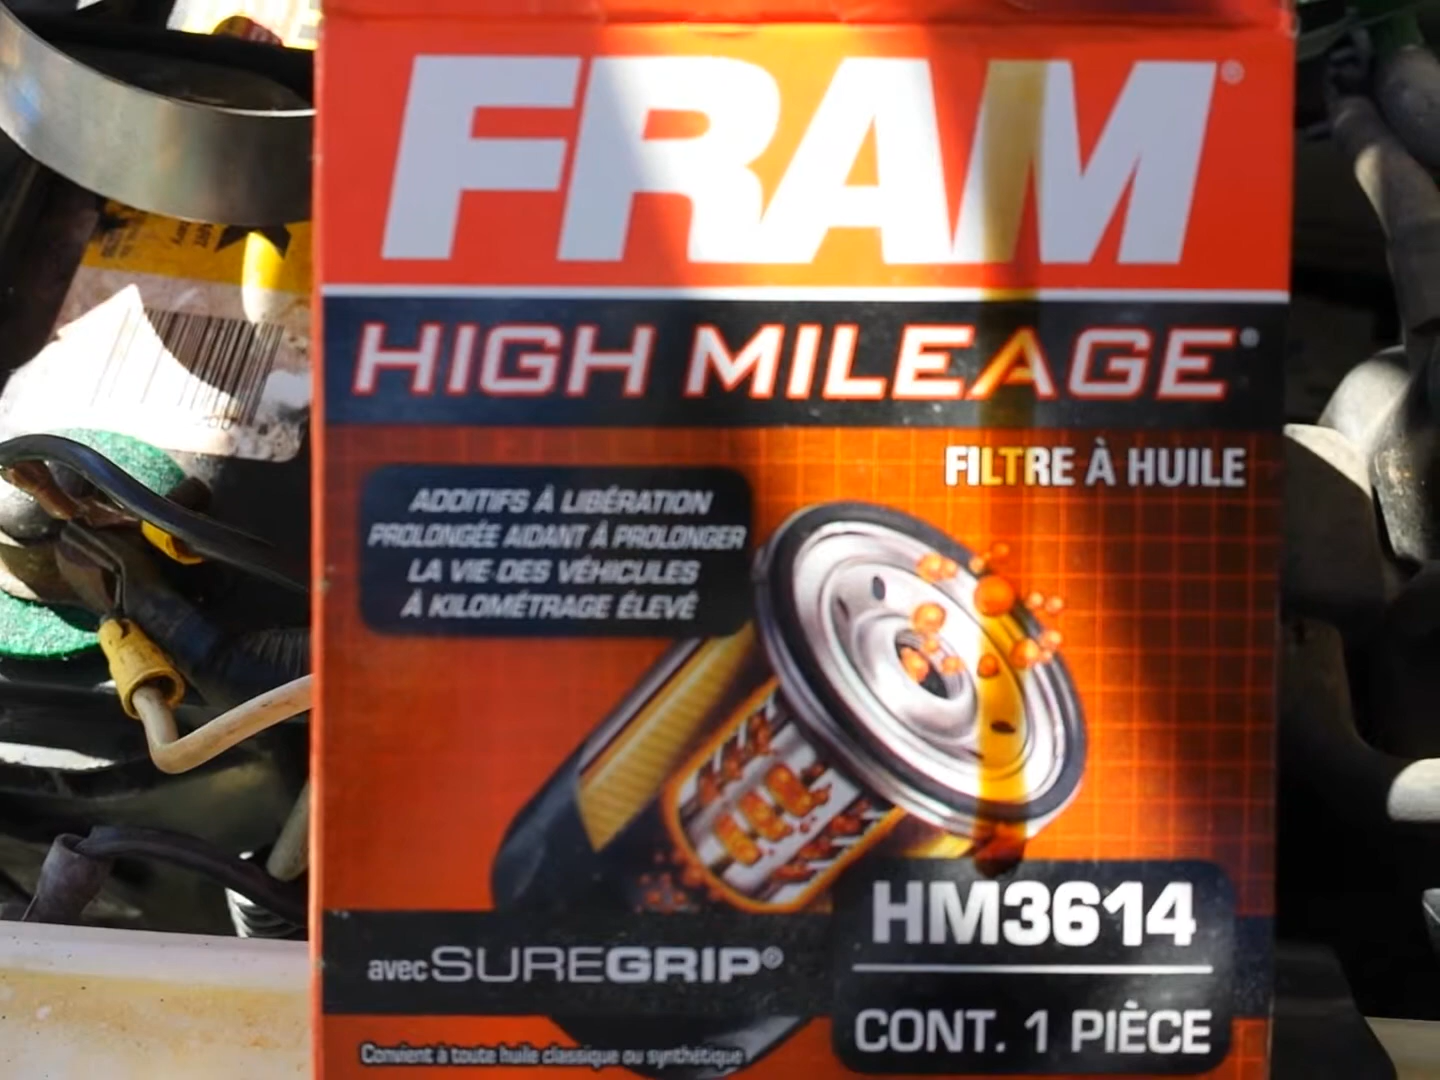 FRAM®
HIGH MILEAGE®
FILTRE À HUILE
ADDITIFS À LIBÉRATION
PROLONGÉE AIDANT À PROLONGER
LA VIE DES VÉHICULES
À KILOMÉTRAGE ÉLEVÉ
HM3614
avec SUREGRIP®
CONT. 1 PIÈCE
Convient à toute huile classique ou synthétique